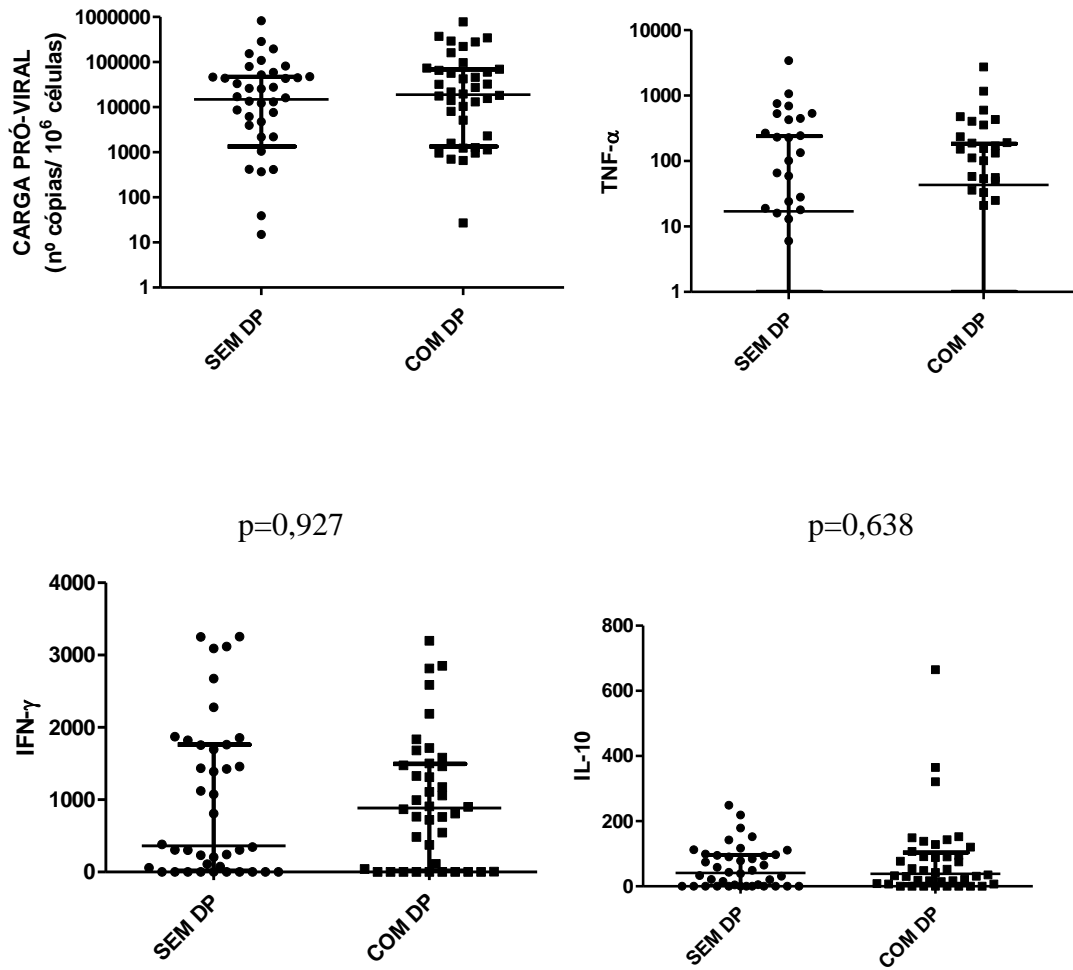 CARGA PRÓ-VIRAL
(nº cópias/ 10⁶ células)
1000000
100000
10000
1000
100
10
1
SEM DP
COM DP
TNF-α
10000
1000
100
10
1
SEM DP
COM DP
p=0,927
p=0,638
IFN-γ
4000
3000
2000
1000
0
SEM DP
COM DP
IL-10
800
600
400
200
0
SEM DP
COM DP